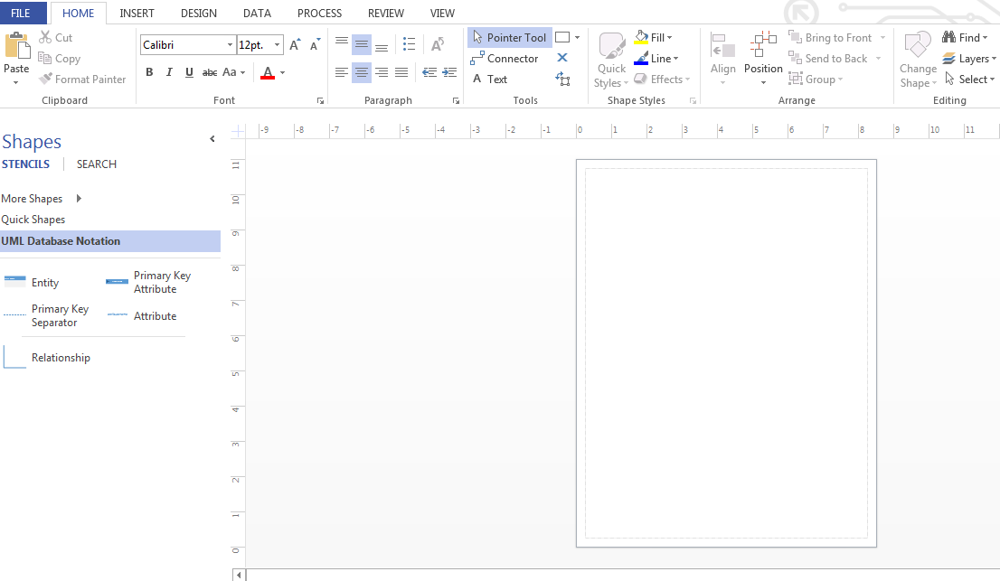 FILE HOME INSERT DESIGN DATA PROCESS REVIEW VIEW
Paste
Cut
Copy
Format Painter
Clipboard
Calibri 12pt. A A
B I U abc Aa A
Font
A
Paragraph
Pointer Tool
Connector
A Text
Tools
Quick
Styles
Fill
Line
Effects
Shape Styles
Align
Position
Bring to Front
Send to Back
Group
Arrange
Change
Shape
Find
Layers
Select
Editing
Shapes
STENCILS SEARCH
More Shapes
Quick Shapes
UML Database Notation
Entity
Primary Key
Attribute
Primary Key
Separator
Attribute
Relationship
-9 -8 -7 -6 -5 -4 -3 -2 -1 0 1 2 3 4 5 6 7 8 9 10 11
11
10
9
8
7
6
5
4
3
2
1
0